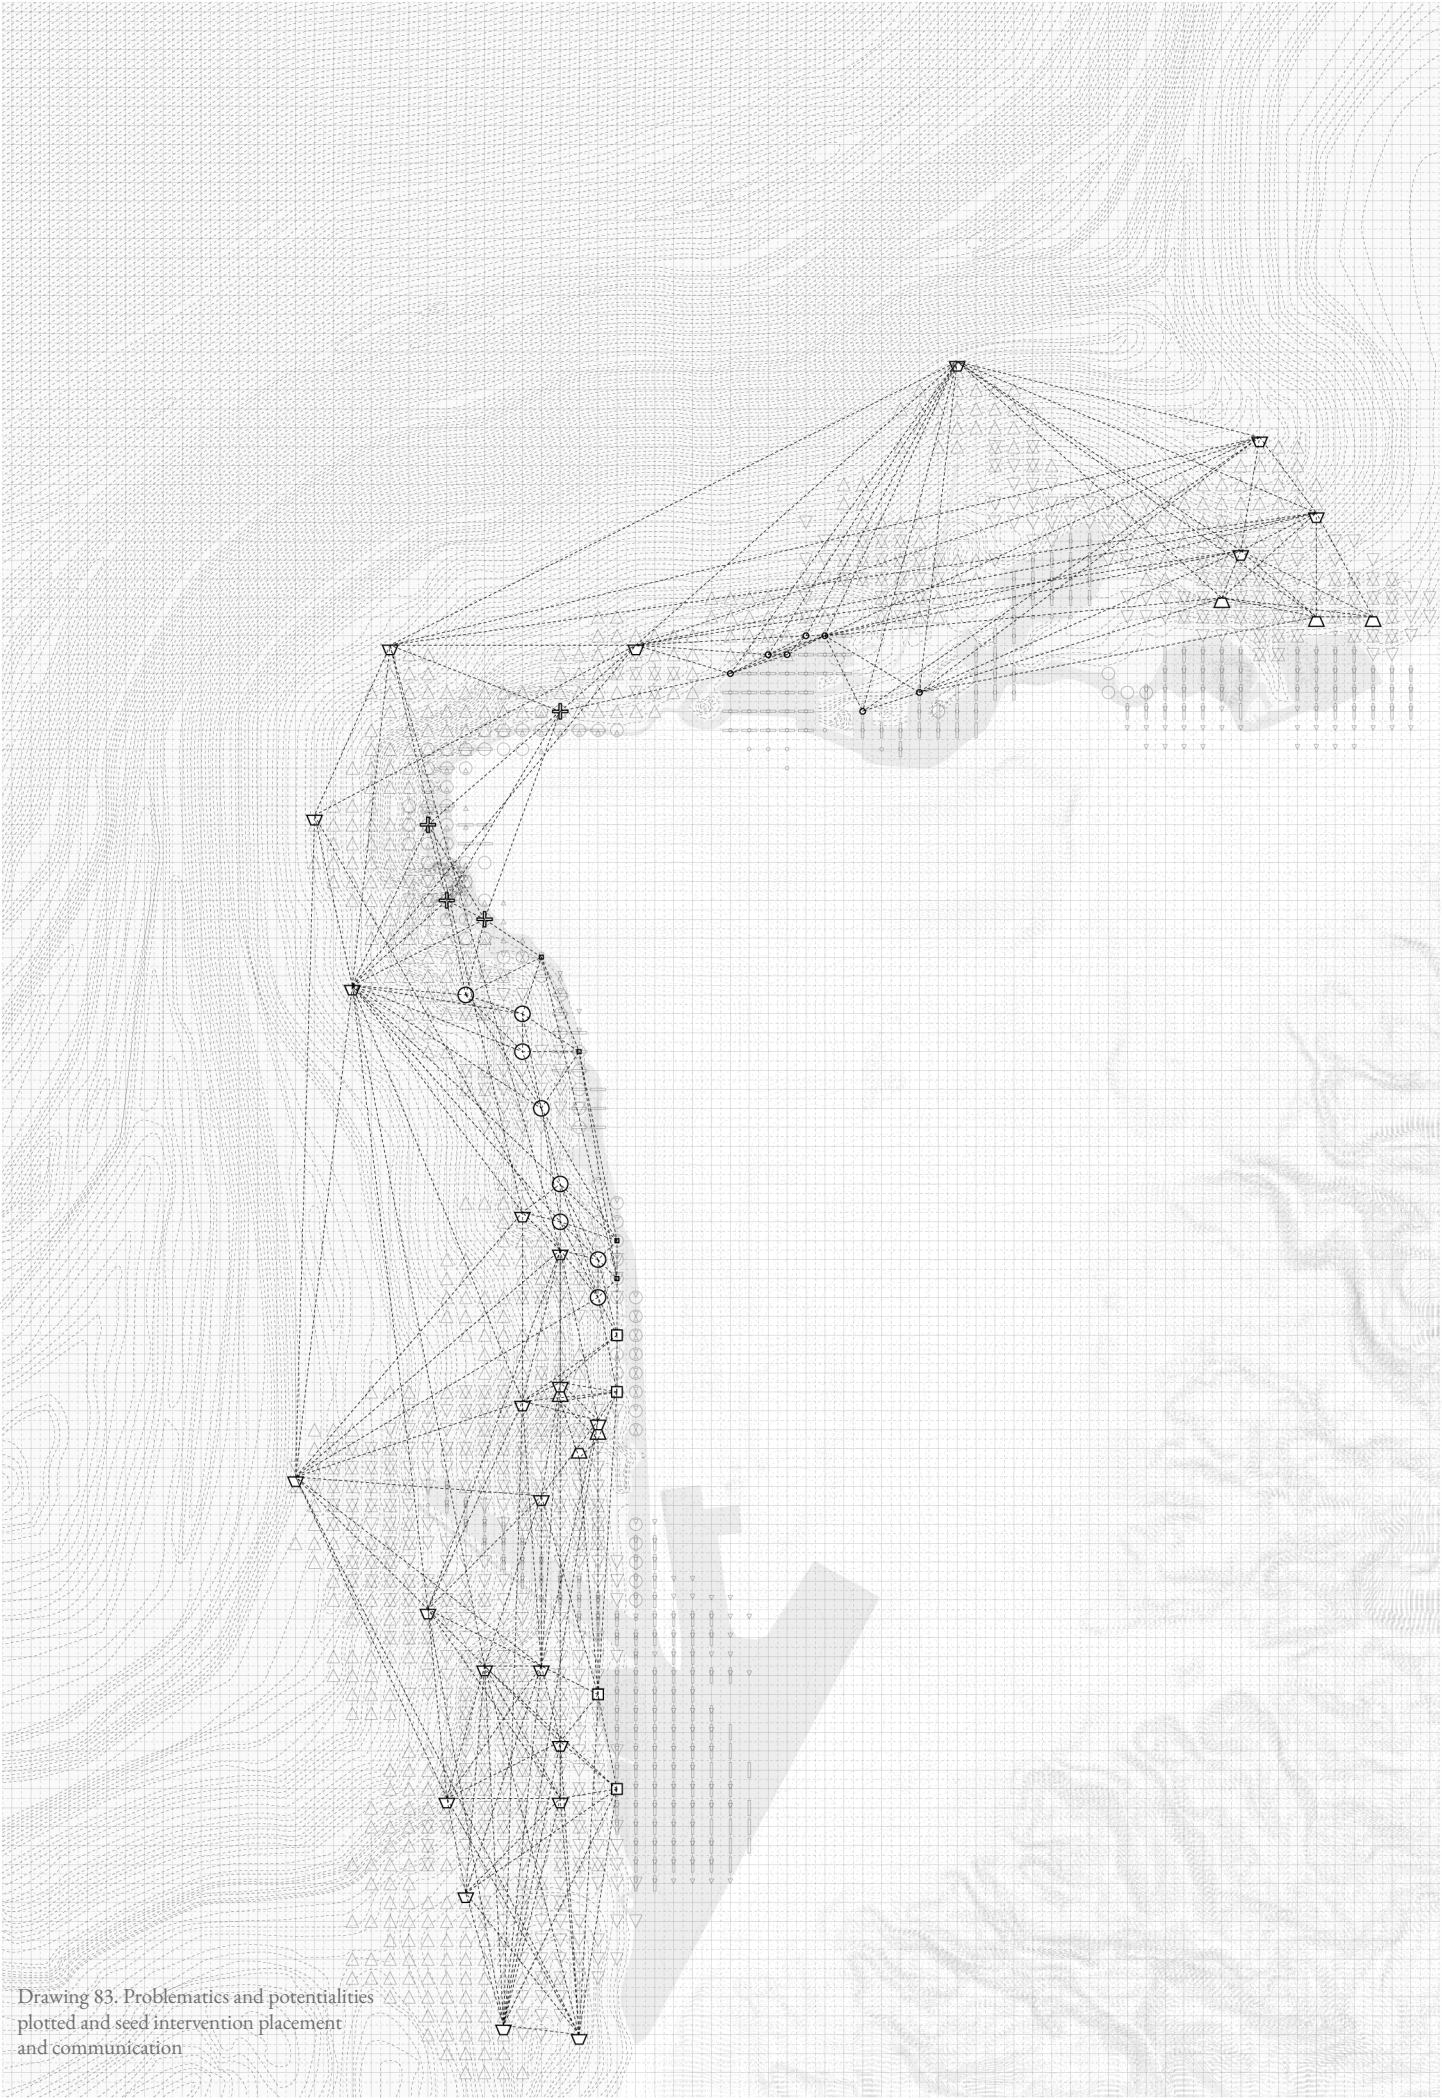 Drawing 83. Problematics and potentialities
plotted and seed intervention placement
and communication